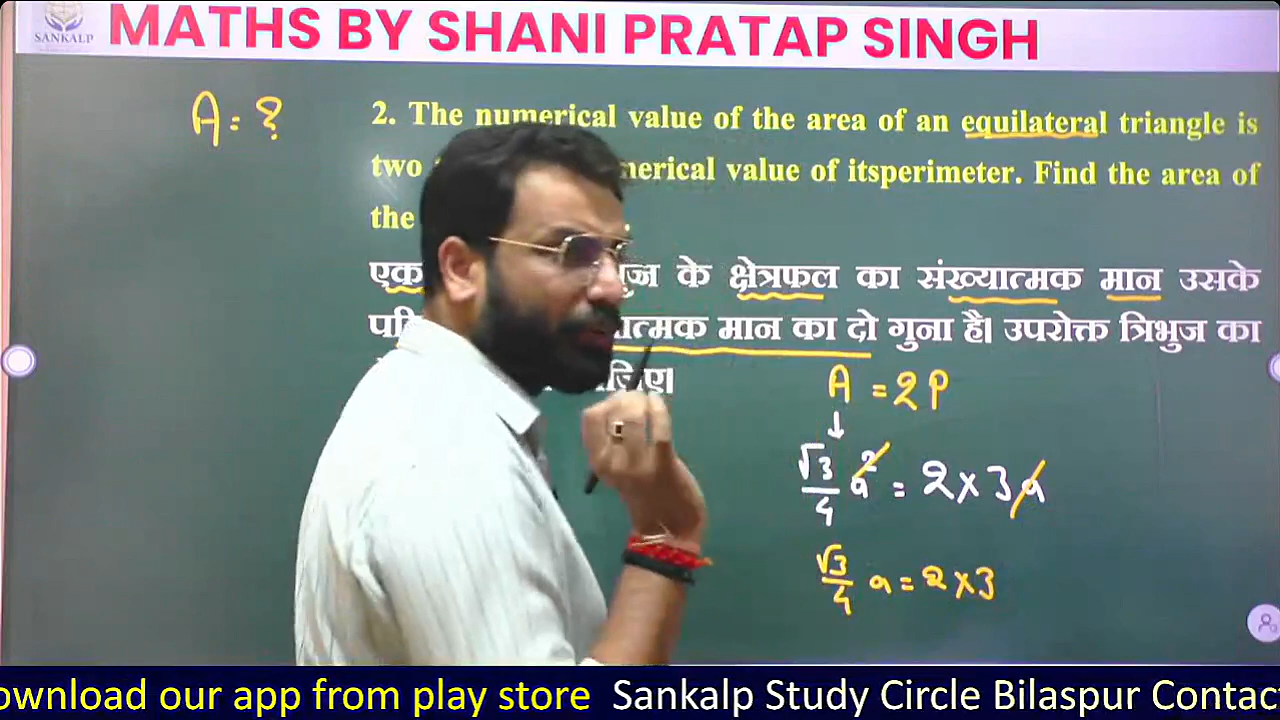 SANKALP
MATHS BY SHANI PRATAP SINGH
A = ?
2. The numerical value of the area of an equilateral triangle is
two merical value of itsperimeter. Find the area of
the
एक के क्षेत्रफल का संख्यात्मक मान उसके
मान का दो गुना है। उपरोक्त त्रिभुज का
A = 2P
↓
√3/4 a² = 2×3a
√3/4 a = 2×3
ownload our app from play store Sankalp Study Circle Bilaspur Contac